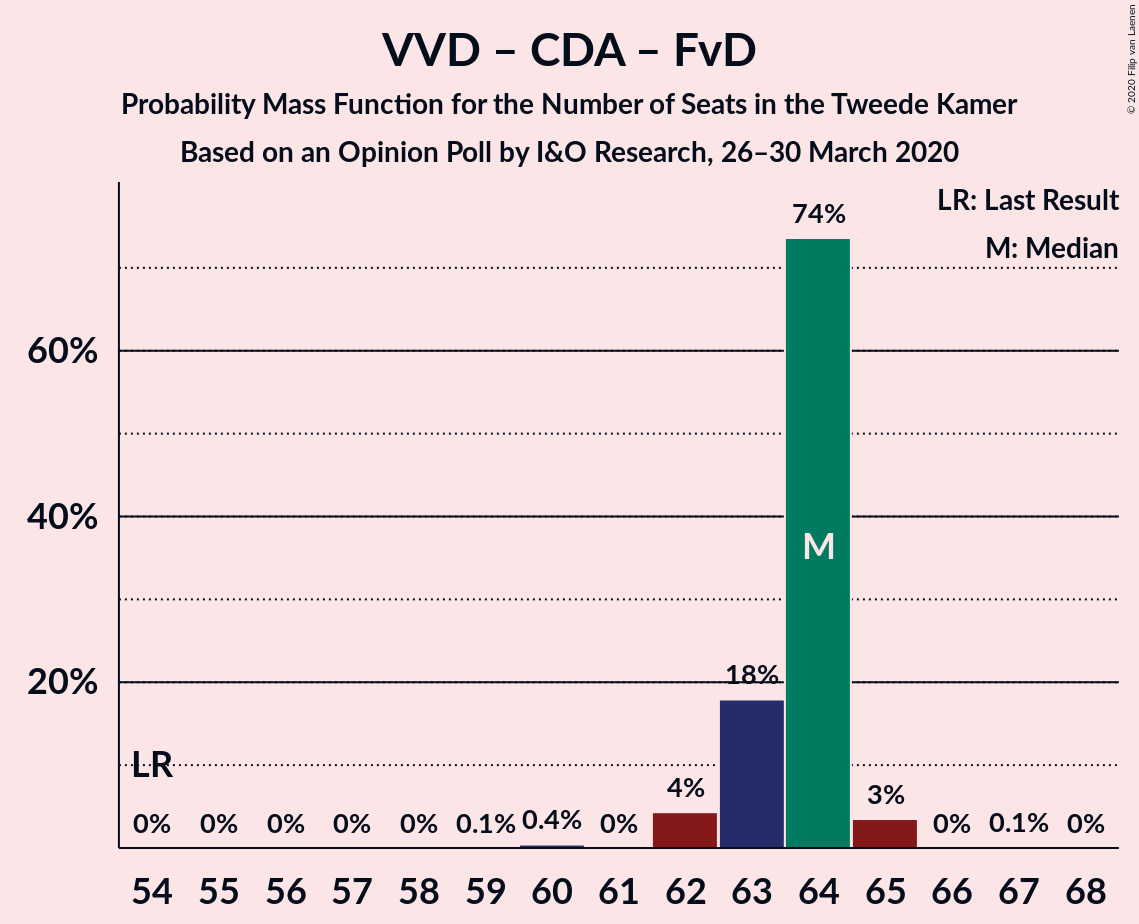 VVD – CDA – FvD
Probability Mass Function for the Number of Seats in the Tweede Kamer
Based on an Opinion Poll by I&O Research, 26–30 March 2020
© 2020 Filip van Laenen
LR: Last Result
M: Median
74%
60%
40%
M
20%
18%
LR
4%
3%
0% 0% 0% 0% 0% 0.1% 0.4% 0% 0% 0.1% 0%
54 55 56 57 58 59 60 61 62 63 64 65 66 67 68